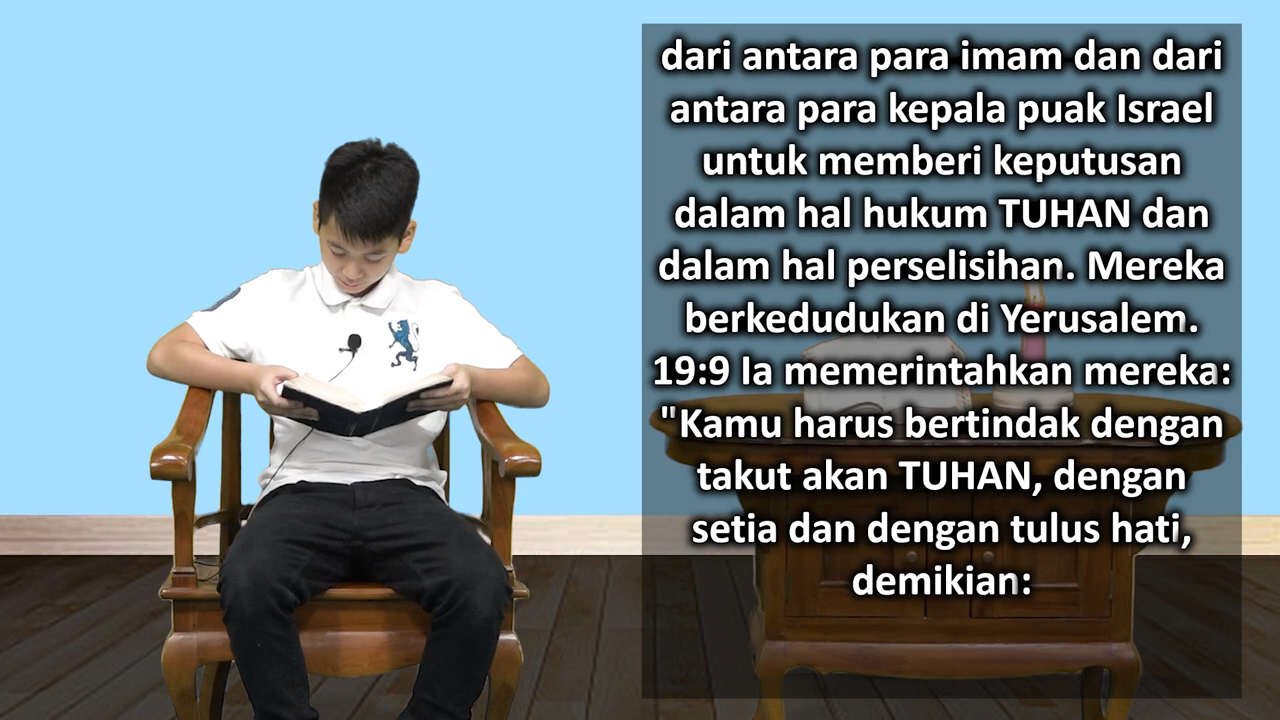 dari antara para imam dan dari
antara para kepala puak Israel
untuk memberi keputusan
dalam hal hukum TUHAN dan
dalam hal perselisihan. Mereka
berkedudukan di Yerusalem.
19:9 Ia memerintahkan mereka:
"Kamu harus bertindak dengan
takut akan TUHAN, dengan
setia dan dengan tulus hati,
demikian: